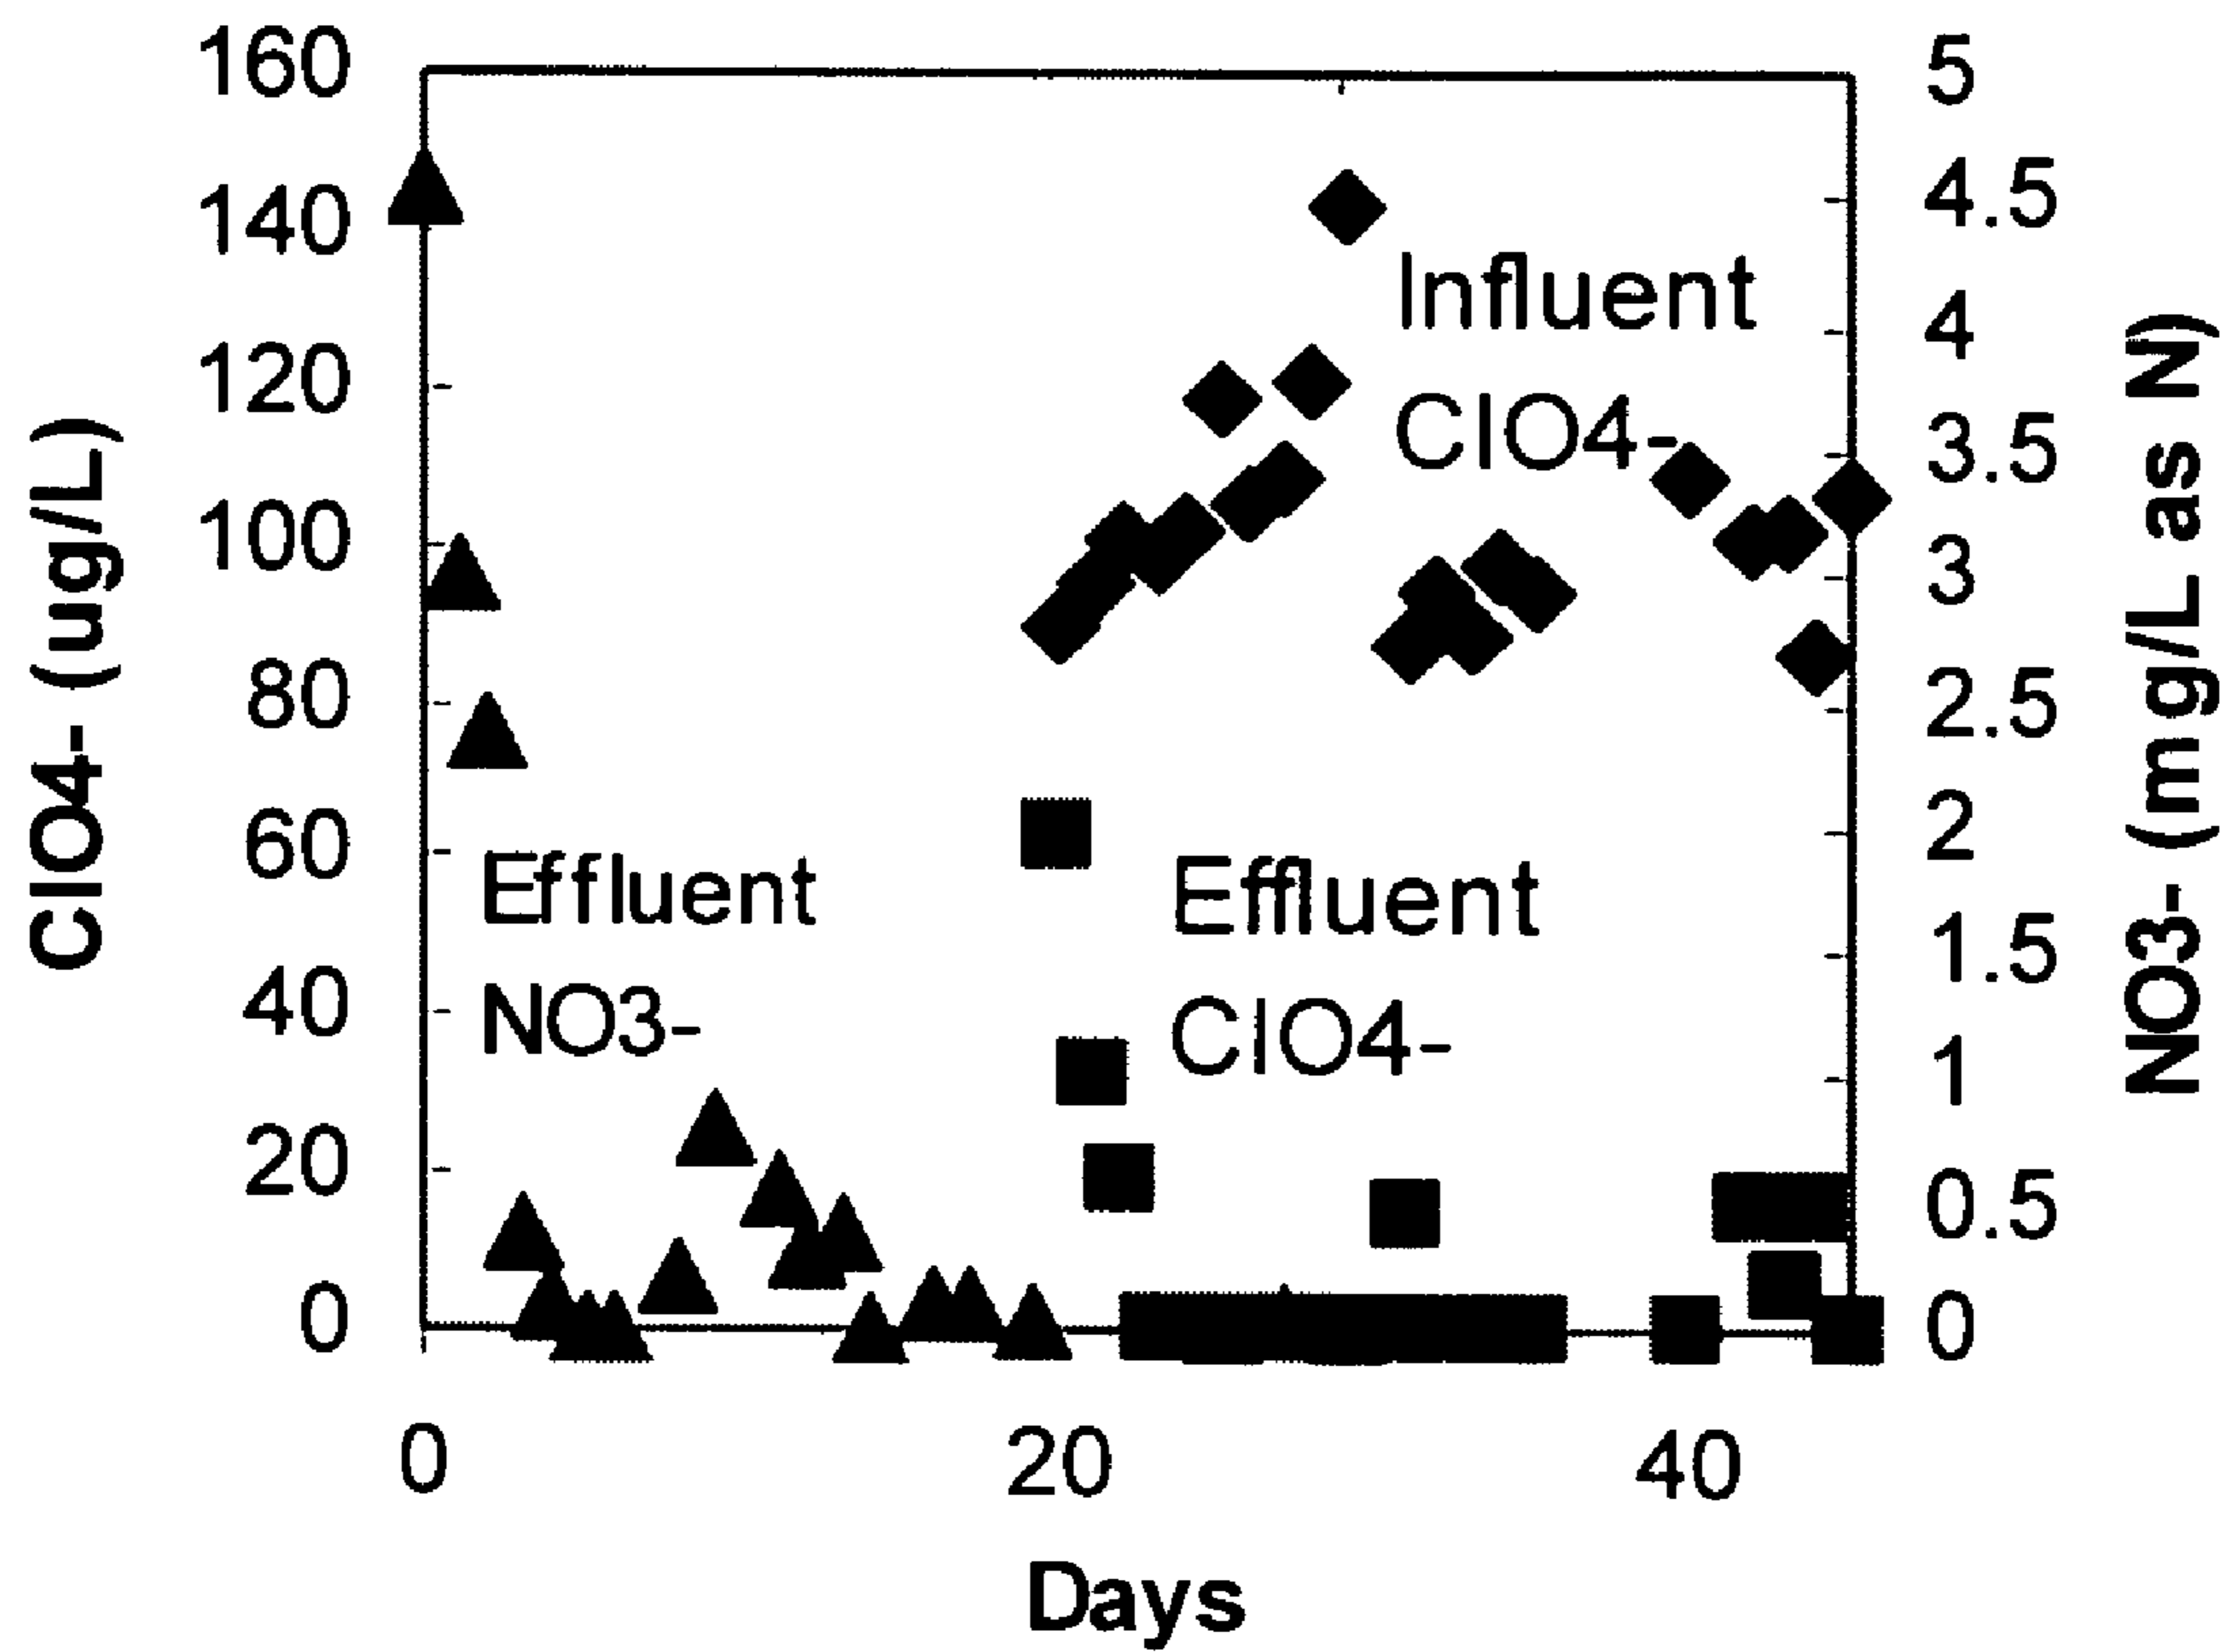 160
140
120
100
80
60
40
20
0
ClO4- (ug/L)
5
4.5
4
3.5
3
2.5
2
1.5
1
0.5
0
NO3- (mg/L as N)
Influent
ClO4-
Effluent
NO3-
Effluent
ClO4-
0 20 40
Days